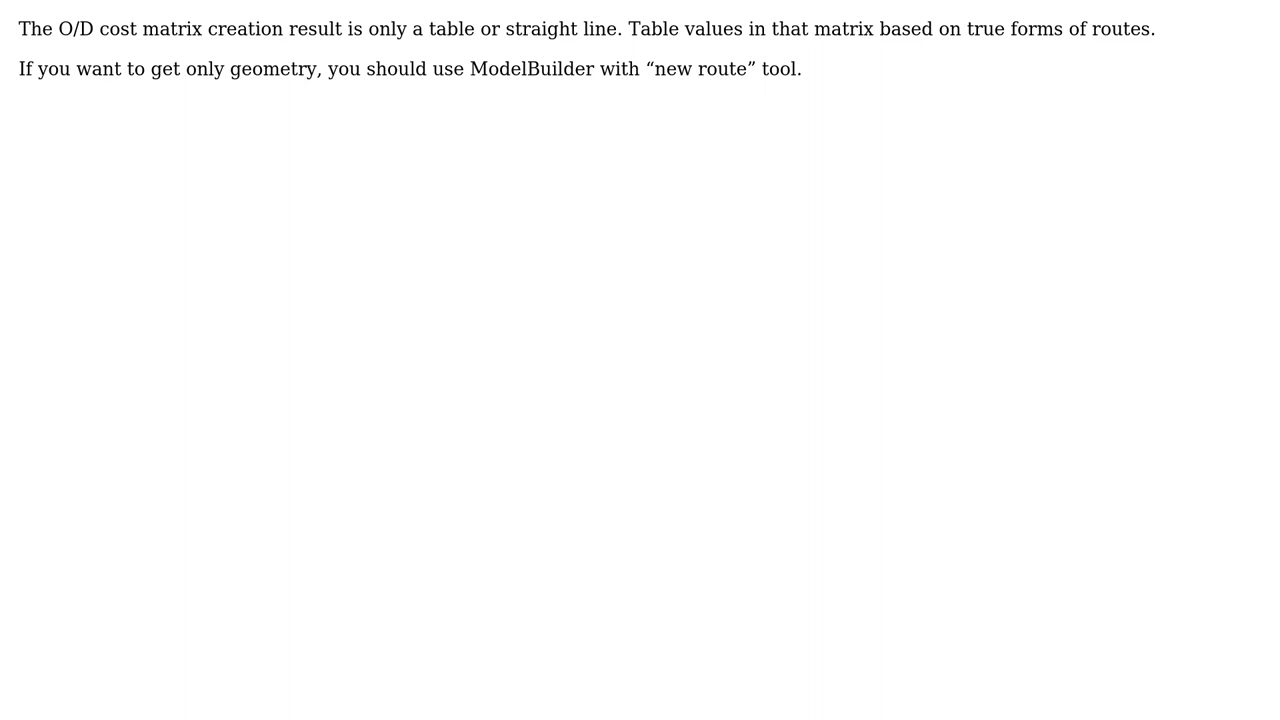 The O/D cost matrix creation result is only a table or straight line. Table values in that matrix based on true forms of routes.
If you want to get only geometry, you should use ModelBuilder with “new route” tool.